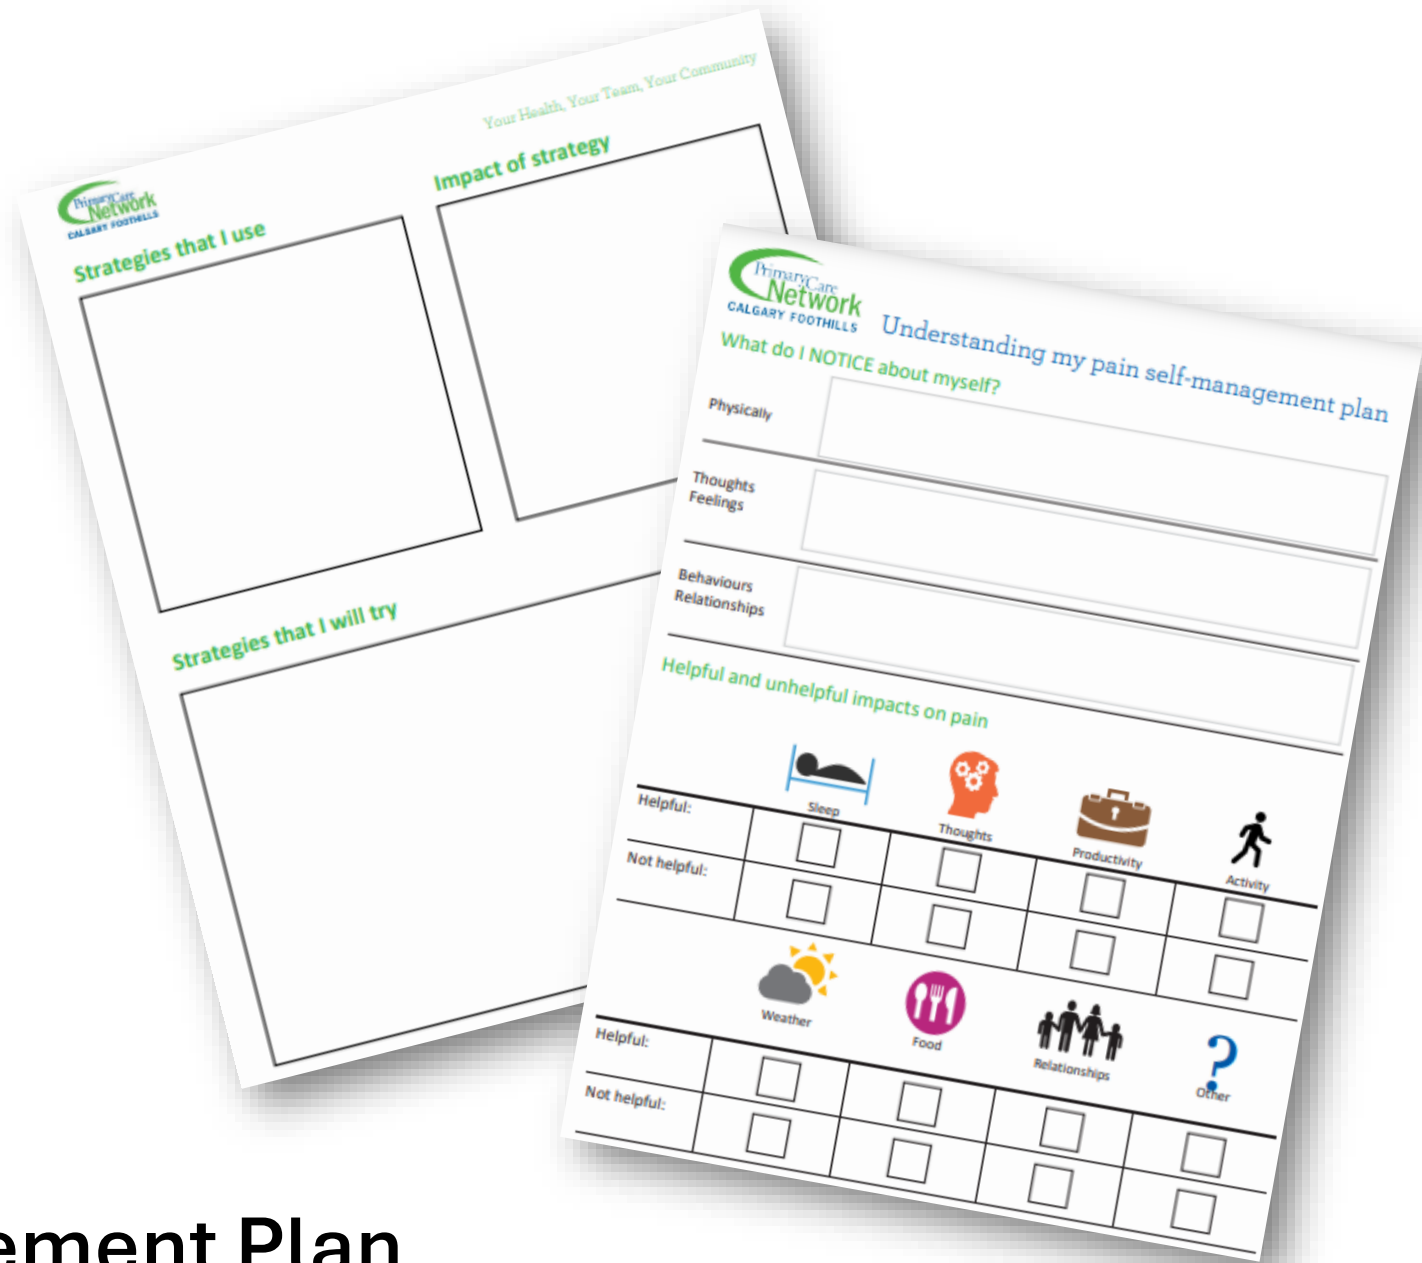 Your Health, Your Team, Your Community
PrimaryCare
Network
CALGARY FOOTHILLS
Strategies that I use
Impact of strategy
Strategies that I will try
PrimaryCare
Network
CALGARY FOOTHILLS
Understanding my pain self-management plan
What do I NOTICE about myself?
Physically
Thoughts
Feelings
Behaviours
Relationships
Helpful and unhelpful impacts on pain
Sleep
Thoughts
Productivity
Activity
Helpful:
Not helpful:
Weather
Food
Relationships
?
Other
Helpful:
Not helpful:
ement Plan